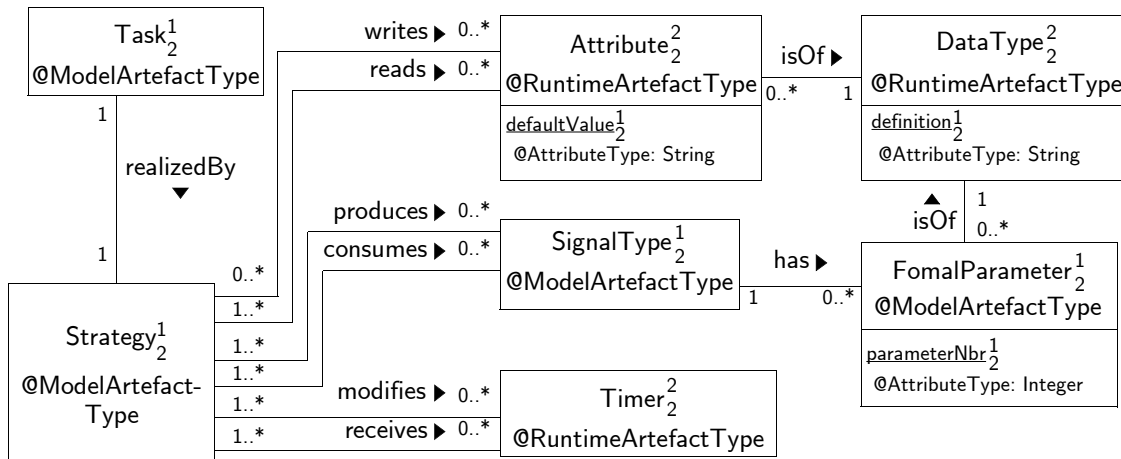 Task 1 2
@ModelArtefactType
1
realizedBy ▼
1
Strategy 1 2
@ModelArtefact-
Type
writes ▶ 0..*
reads ▶ 0..*
produces ▶ 0..*
consumes ▶ 0..*
modifies ▶ 0..*
receives ▶ 0..*
0..*
1..*
1..*
1..*
1..*
1..*
Attribute 2 2
@RuntimeArtefactType
defaultValue 1 2
@AttributeType: String
isOf ▶
0..* 1
DataType 2 2
@RuntimeArtefactType
definition 1 2
@AttributeType: String
▲ 1
isOf 0..*
SignalType 1 2
@ModelArtefactType
has ▶
1 0..*
FomalParameter 1 2
@ModelArtefactType
parameterNbr 1 2
@AttributeType: Integer
Timer 2 2
@RuntimeArtefactType